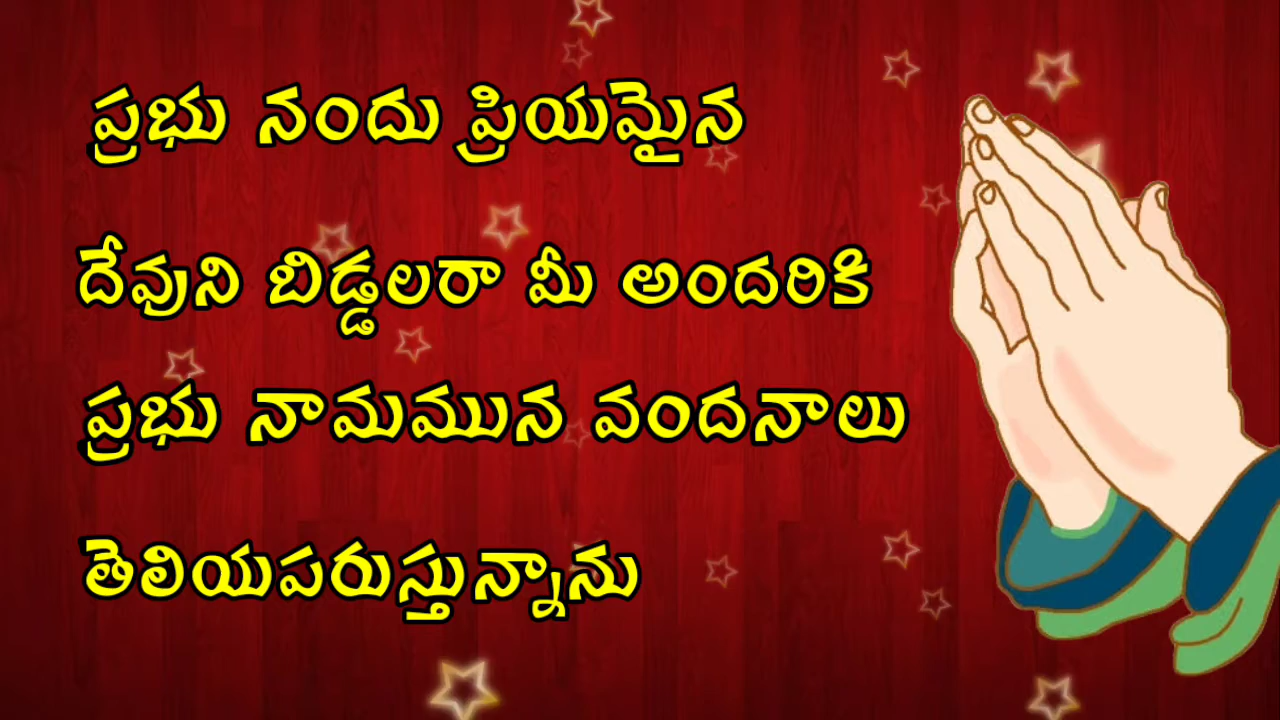 ప్రభు నందు ప్రియమైన
దేవుని బిడ్డలరా మీ అందరికి
ప్రభు నామమున వందనాలు
తెలియపరుస్తున్నాను